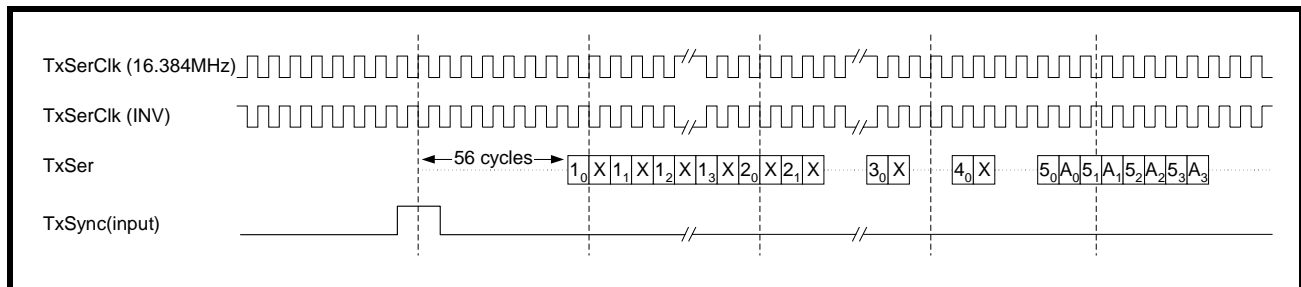 TxSerClk (16.384MHz)
TxSerClk (INV)
TxSer
56 cycles
1₀ X 1₁ X 1₂ X 1₃ X 2₀ X 2₁ X 3₀ X 4₀ X 5₀ A₀ 5₁ A₁ 5₂ A₂ 5₃ A₃
TxSync(input)